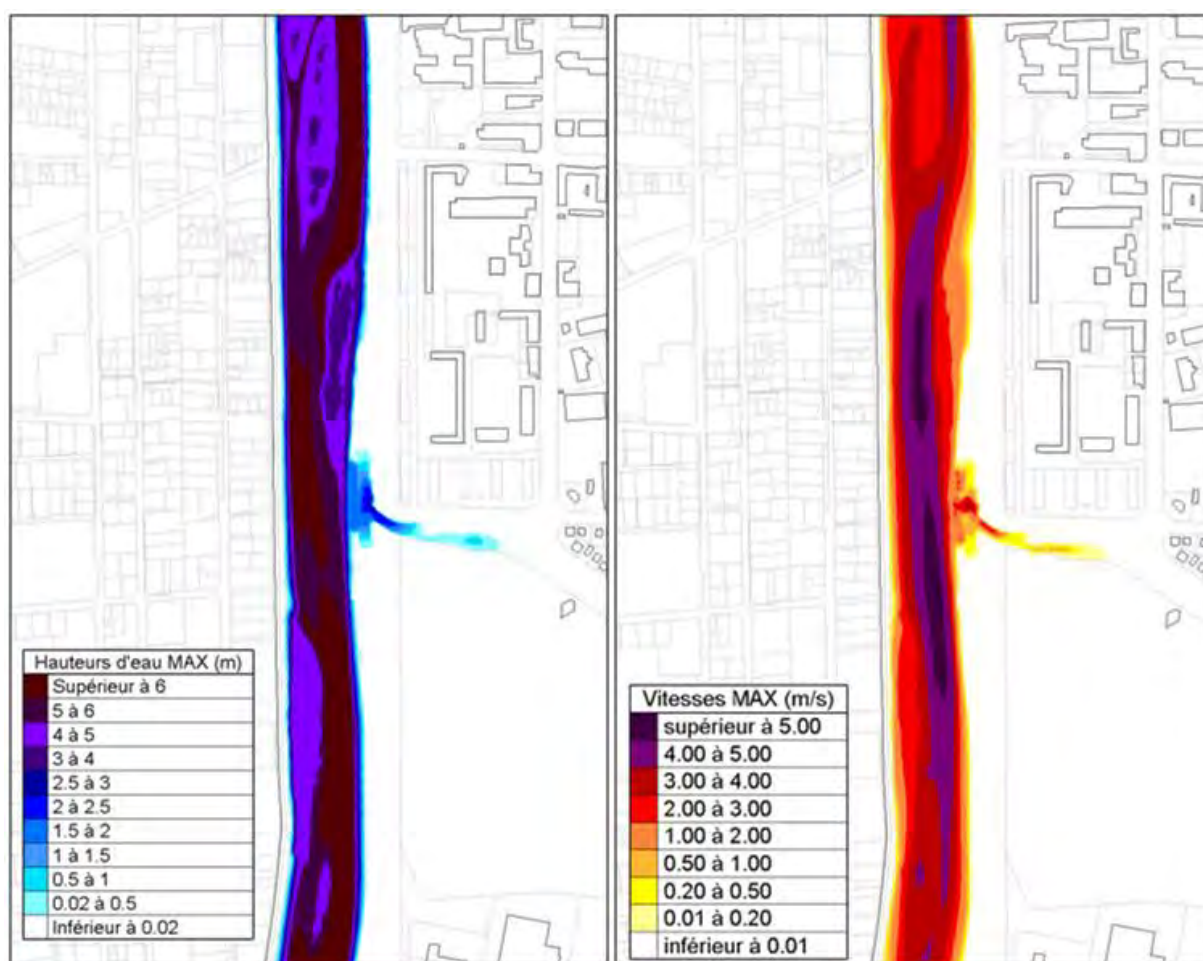 Hauteurs d'eau MAX (m)
Supérieur à 6
5 à 6
4 à 5
3 à 4
2.5 à 3
2 à 2.5
1.5 à 2
1 à 1.5
0.5 à 1
0.02 à 0.5
Inférieur à 0.02
Vitesses MAX (m/s)
supérieur à 5.00
4.00 à 5.00
3.00 à 4.00
2.00 à 3.00
1.00 à 2.00
0.50 à 1.00
0.20 à 0.50
0.01 à 0.20
inférieur à 0.01